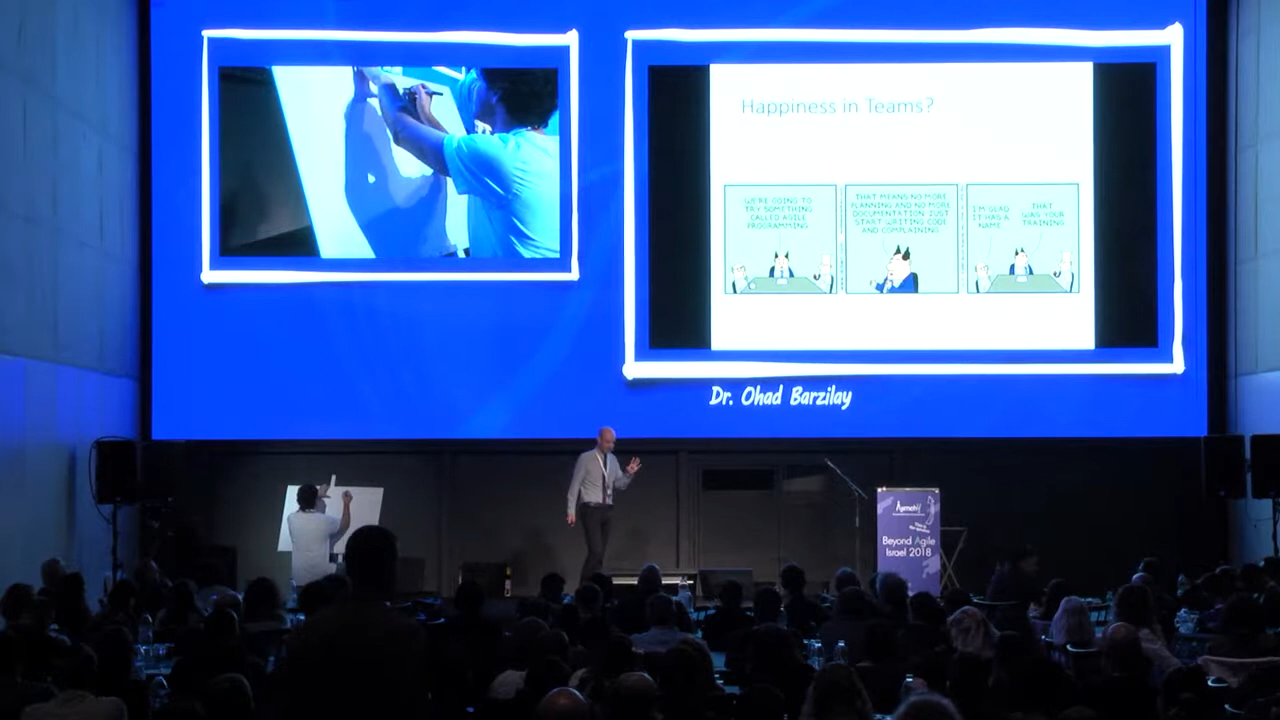 Happiness in Teams?
WE'RE GOING TO
TRY SOMETHING
CALLED AGILE
PROGRAMMING.
THAT MEANS NO MORE
PLANNING AND NO MORE
DOCUMENTATION. JUST
START WRITING CODE
AND COMPLAINING.
I'M GLAD
IT HAS A
NAME.
THAT
WAS YOUR
TRAINING.
Dr. Ohad Barzilay
Beyond Agile
Israel 2018